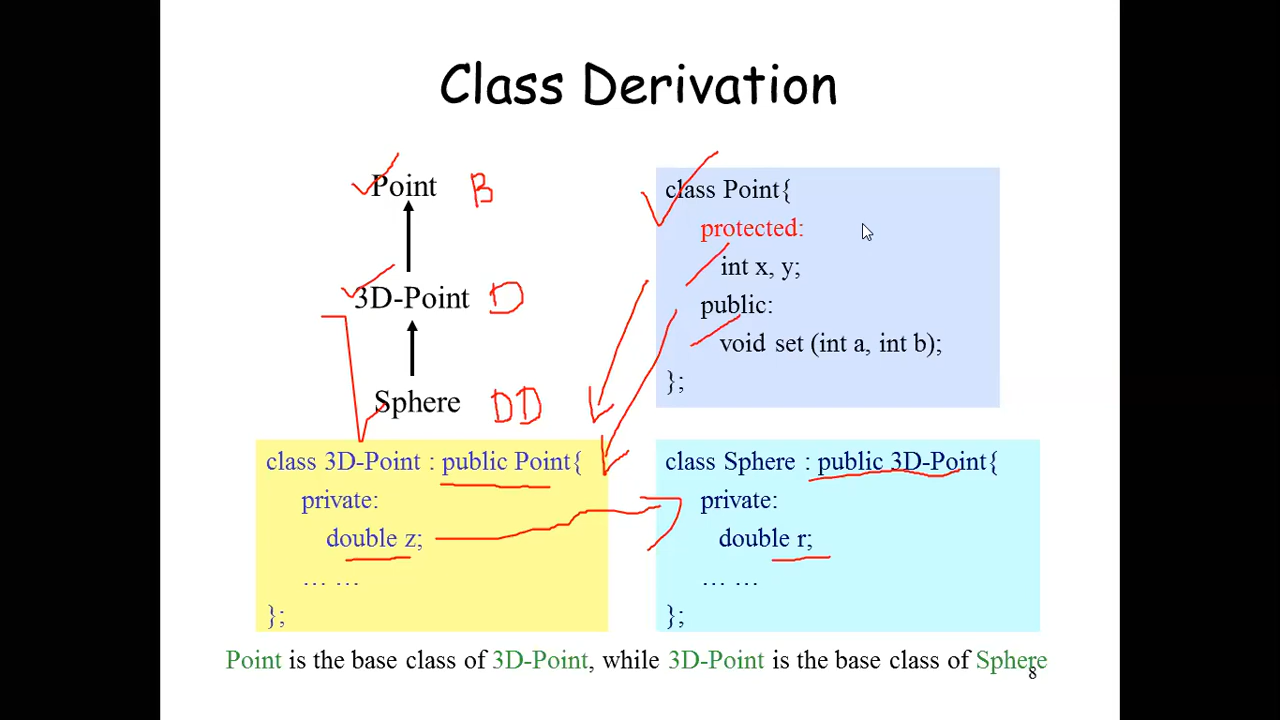 Class Derivation
Point B
3D-Point D
Sphere DD
class Point{
protected:
int x, y;
public:
void set (int a, int b);
};
class 3D-Point : public Point{
private:
double z;
... ...
};
class Sphere : public 3D-Point{
private:
double r;
... ...
};
Point is the base class of 3D-Point, while 3D-Point is the base class of Sphere
8